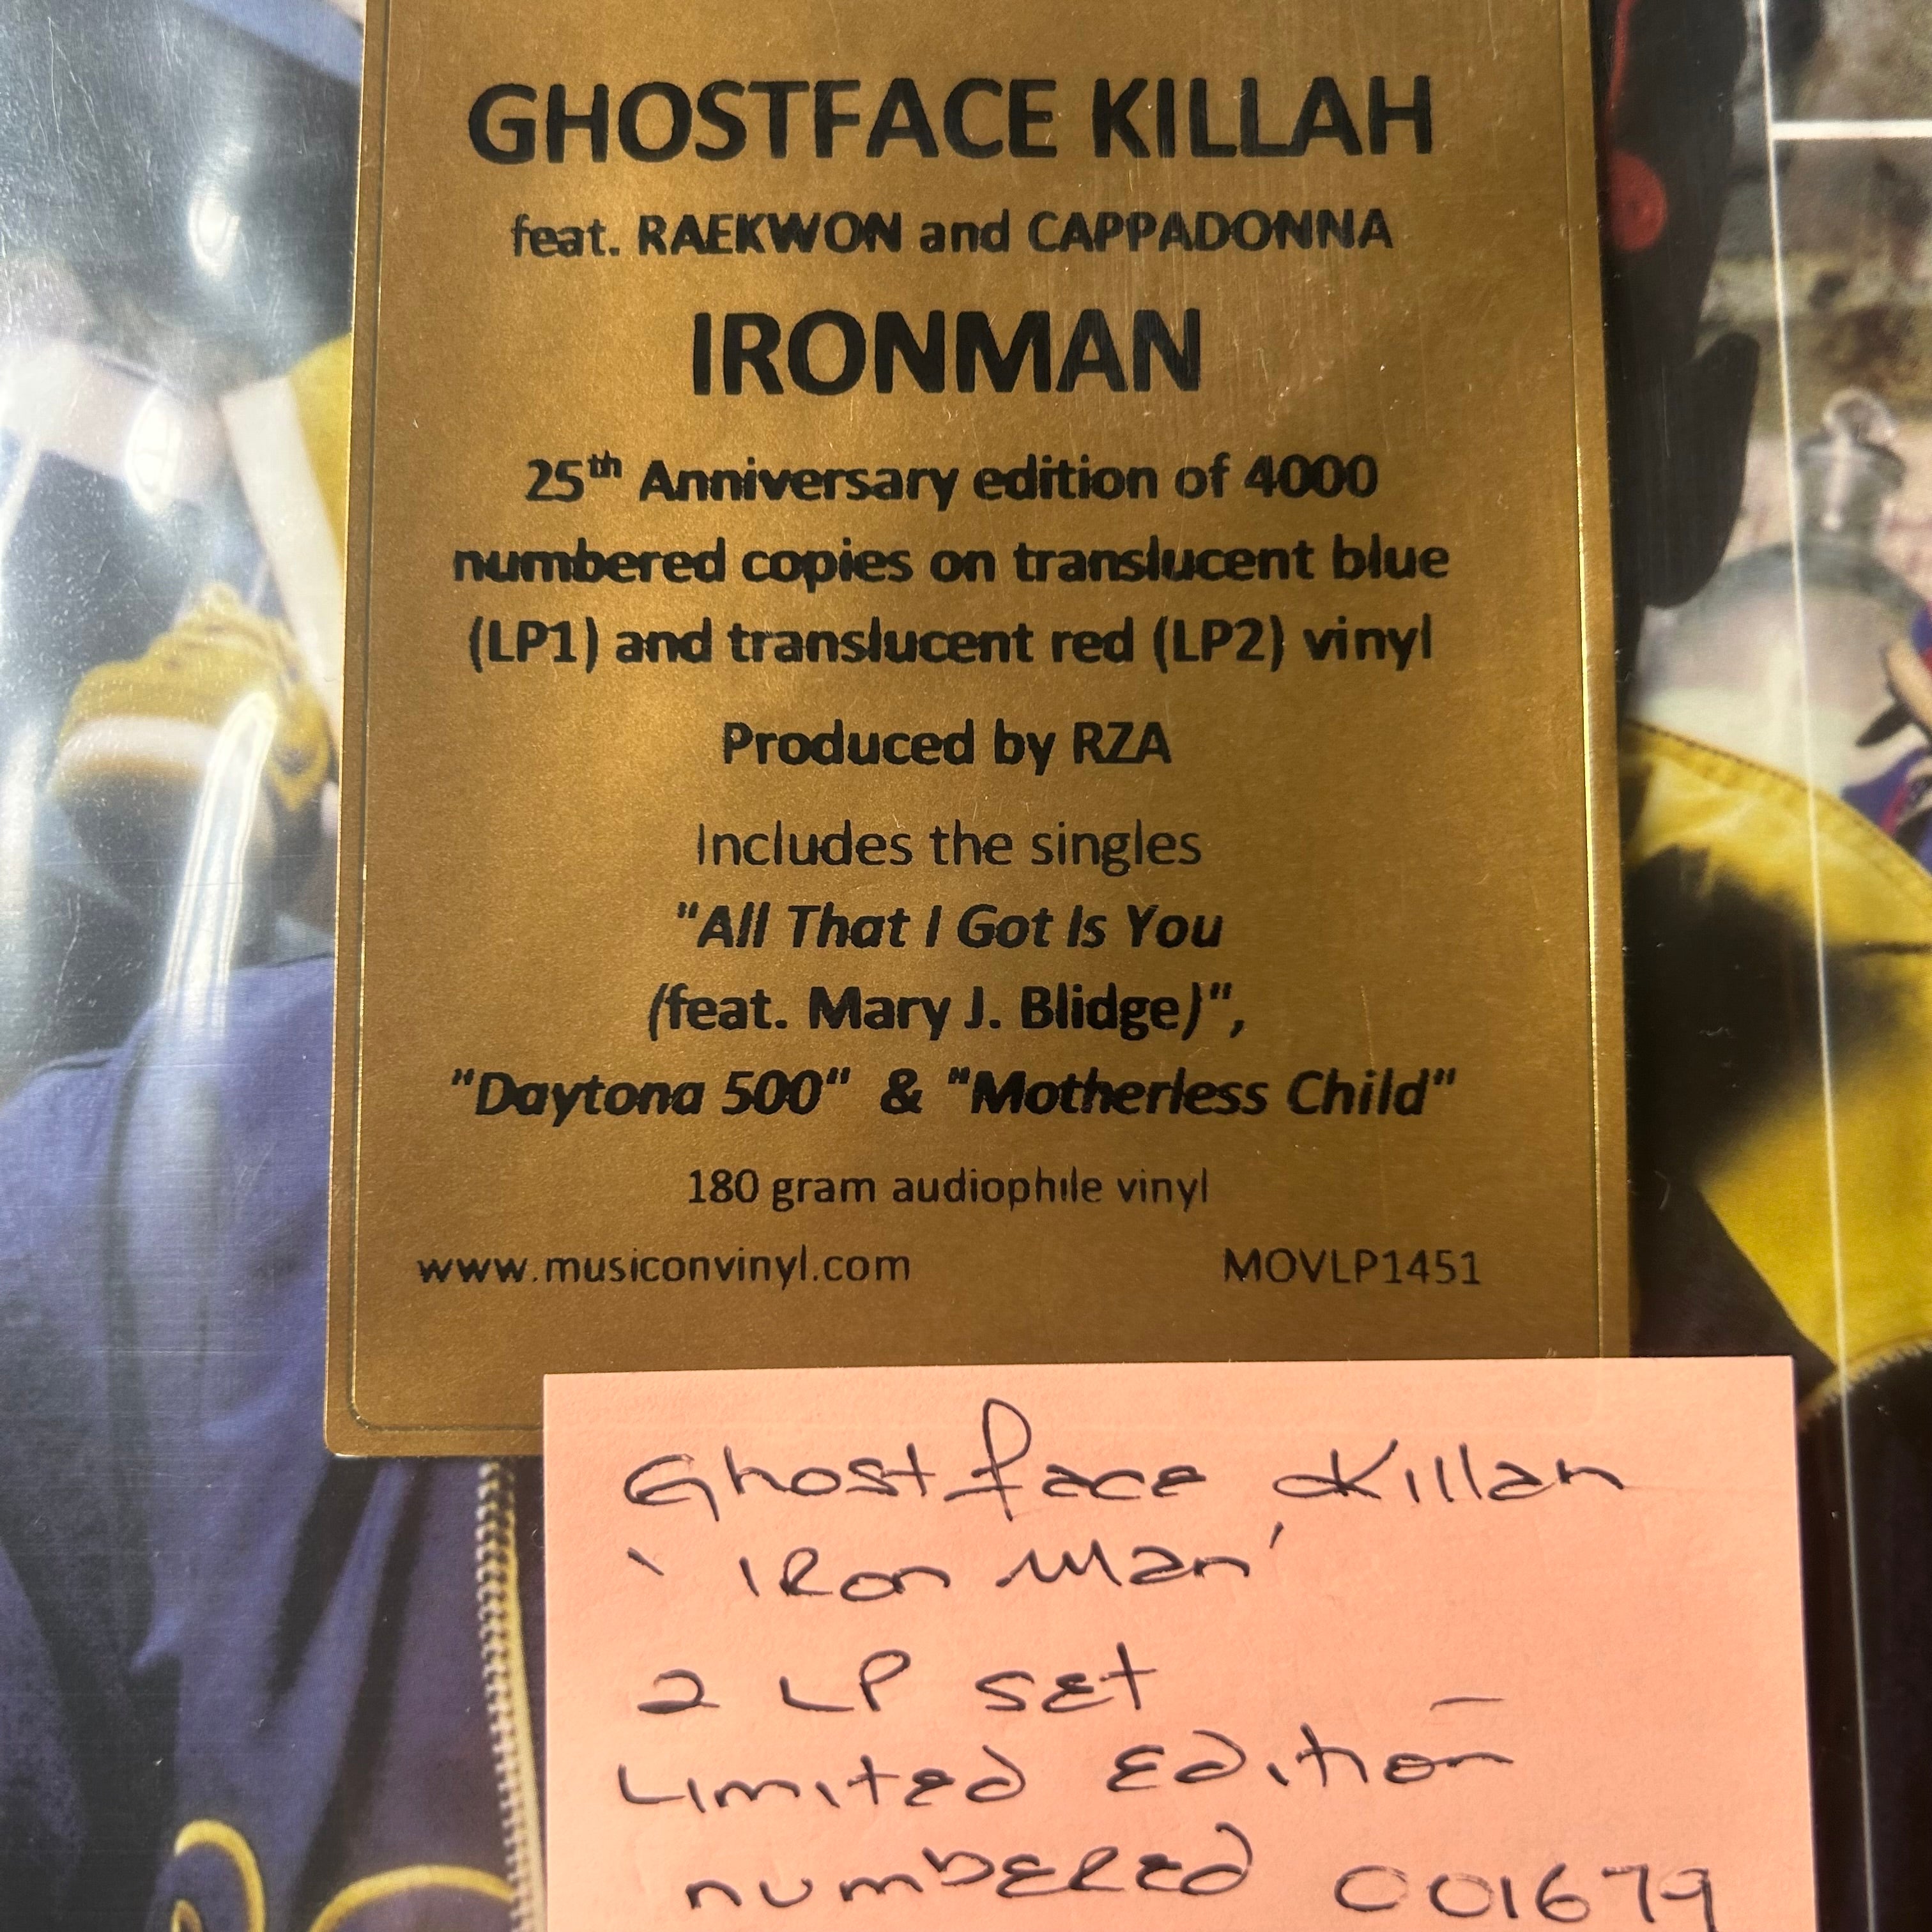 GHOSTFACE KILLAH
feat. RAEKWON and CAPPADONNA
IRONMAN
25th Anniversary edition of 4000
numbered copies on translucent blue
(LP1) and translucent red (LP2) vinyl
Produced by RZA
Includes the singles
"All That I Got Is You
(feat. Mary J. Blidge)",
"Daytona 500" & "Motherless Child"
180 gram audiophile vinyl
www.musiconvinyl.com MOVLP1451
Ghostface Killah
'Iron Man'
2 LP set
Limited Edition
numbered 001679